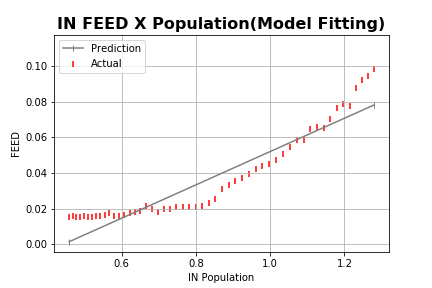 IN FEED X Population(Model Fitting)
Prediction
Actual
0.10
0.08
0.06
0.04
0.02
0.00
FEED
0.6
0.8
1.0
1.2
IN Population